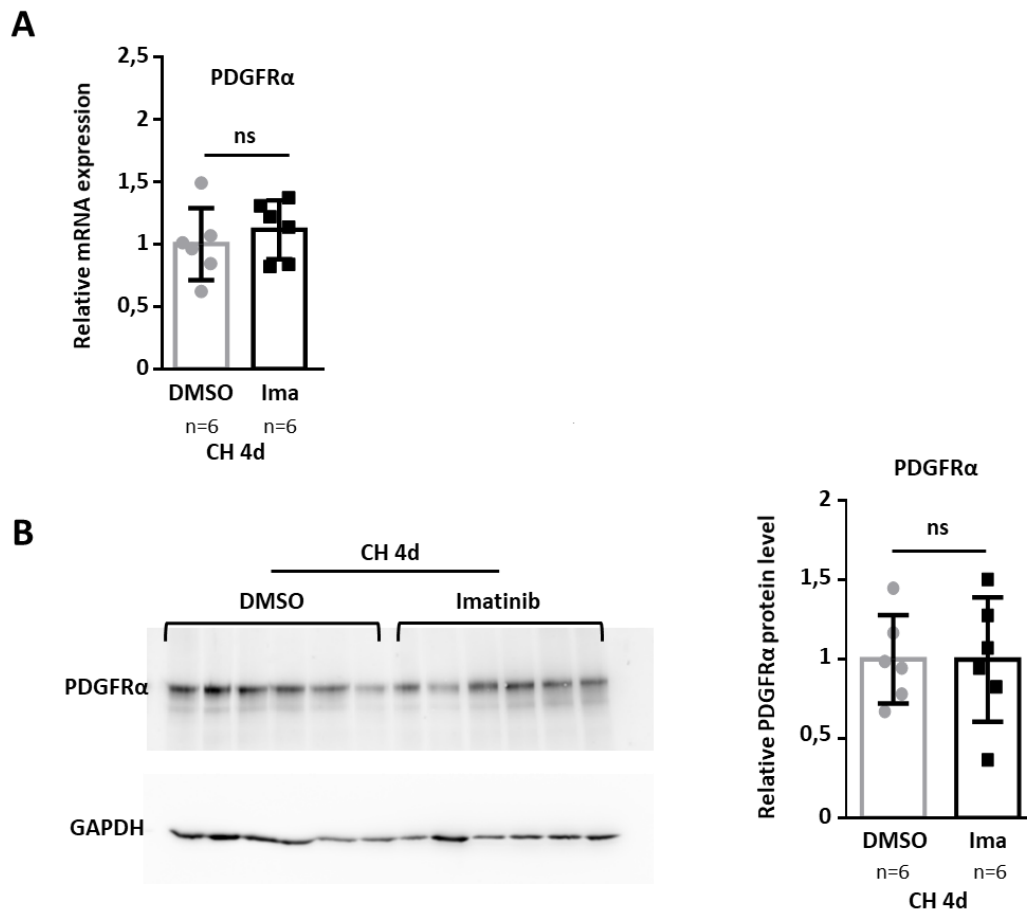 A
PDGFRα
ns
Relative mRNA expression
2,5
2
1,5
1
0,5
0
DMSO Ima
n=6 n=6
CH 4d
B
CH 4d
DMSO Imatinib
PDGFRα
GAPDH
PDGFRα
ns
Relative PDGFRα protein level
2
1,5
1
0,5
0
DMSO Ima
n=6 n=6
CH 4d